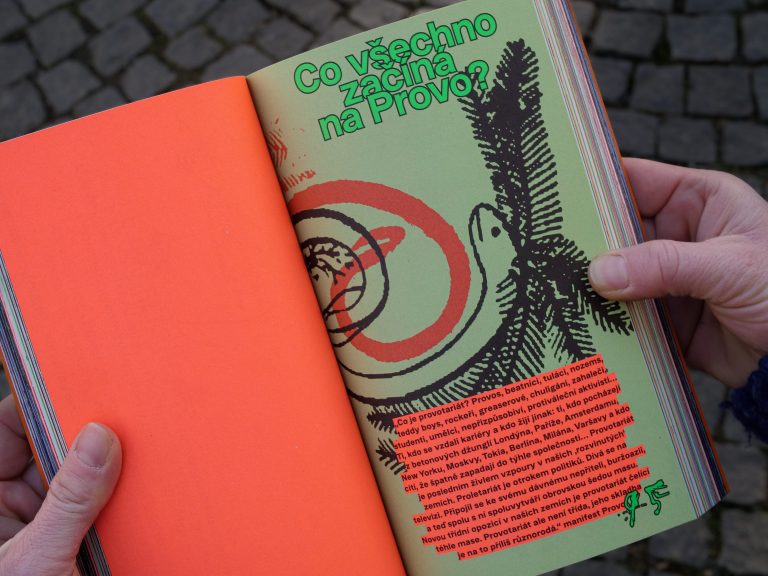 Co všechno
začíná
na Provo?
„Co je provotariát? Provos, beatnici, tuláci, nozems,
teddy boys, rockeři, greaserové, chuligáni, zahaleči,
studenti, umělci, nepřizpůsobiví, protiváleční aktivisti…
Ti, kdo se vzdali kariéry a kdo žijí jinak: ti, kdo pocházejí
z betonových džunglí Londýna, Paříže, Amsterdamu,
New Yorku, Moskvy, Tokia, Berlína, Milána, Varšavy a kdo
cítí, že špatně zapadají do týhle společnosti… Provotariát
je posledním živlem vzpoury v našich ‚rozvinutých‘
zemích. Proletariát je otrokem politiků. Dívá se na
televizi. Připojil se ke svému dávnému nepříteli, buržoazii,
a teď spolu s ní spoluvytváří obrovskou šedou masu.
Novou třídní opozicí v našich zemích je provotariát čelící
téhle mase. Provotariát ale není třída, jeho skladba
je na to příliš různorodá.“ manifest Provo